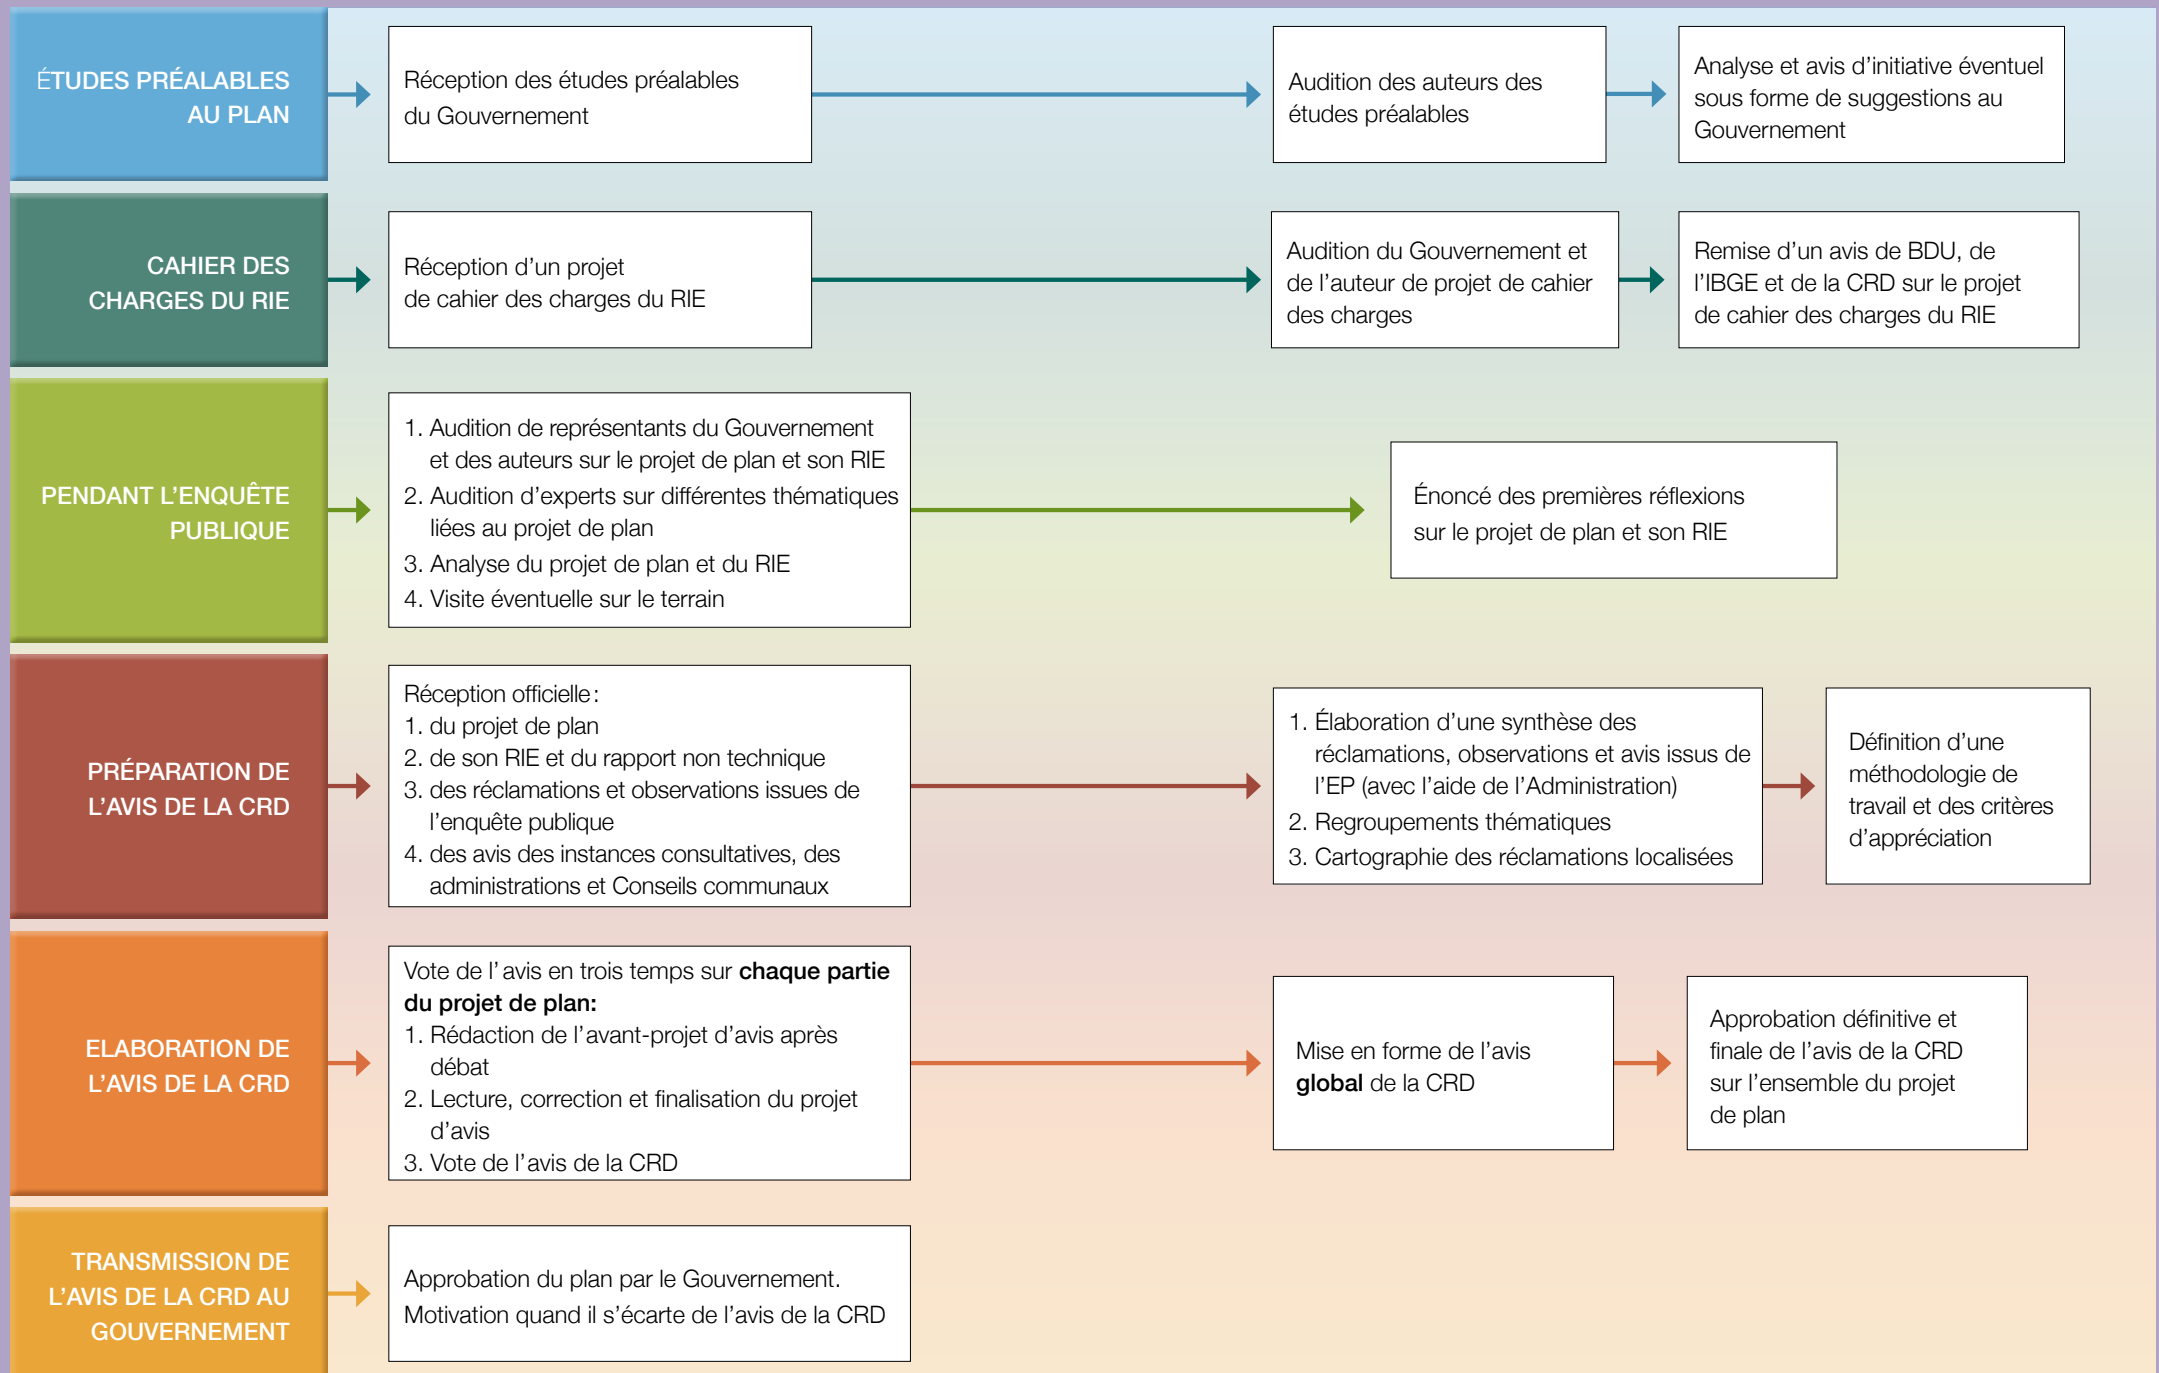 ÉTUDES PRÉALABLES
AU PLAN
Réception des études préalables
du Gouvernement
Audition des auteurs des
études préalables
Analyse et avis d’initiative éventuel
sous forme de suggestions au
Gouvernement
CAHIER DES
CHARGES DU RIE
Réception d’un projet
de cahier des charges du RIE
Audition du Gouvernement et
de l’auteur de projet de cahier
des charges
Remise d’un avis de BDU, de
l’IBGE et de la CRD sur le projet
de cahier des charges du RIE
PENDANT L’ENQUÊTE
PUBLIQUE
1. Audition de représentants du Gouvernement
et des auteurs sur le projet de plan et son RIE
2. Audition d’experts sur différentes thématiques
liées au projet de plan
3. Analyse du projet de plan et du RIE
4. Visite éventuelle sur le terrain
Énoncé des premières réflexions
sur le projet de plan et son RIE
PRÉPARATION DE
L’AVIS DE LA CRD
Réception officielle :
1. du projet de plan
2. de son RIE et du rapport non technique
3. des réclamations et observations issues de
l’enquête publique
4. des avis des instances consultatives, des
administrations et Conseils communaux
1. Élaboration d’une synthèse des
réclamations, observations et avis issus de
l’EP (avec l’aide de l’Administration)
2. Regroupements thématiques
3. Cartographie des réclamations localisées
Définition d’une
méthodologie de
travail et des critères
d’appréciation
ELABORATION DE
L’AVIS DE LA CRD
Vote de l’avis en trois temps sur chaque partie
du projet de plan:
1. Rédaction de l’avant-projet d’avis après
débat
2. Lecture, correction et finalisation du projet
d’avis
3. Vote de l’avis de la CRD
Mise en forme de l’avis
global de la CRD
Approbation définitive et
finale de l’avis de la CRD
sur l’ensemble du projet
de plan
TRANSMISSION DE
L’AVIS DE LA CRD AU
GOUVERNEMENT
Approbation du plan par le Gouvernement.
Motivation quand il s’écarte de l’avis de la CRD